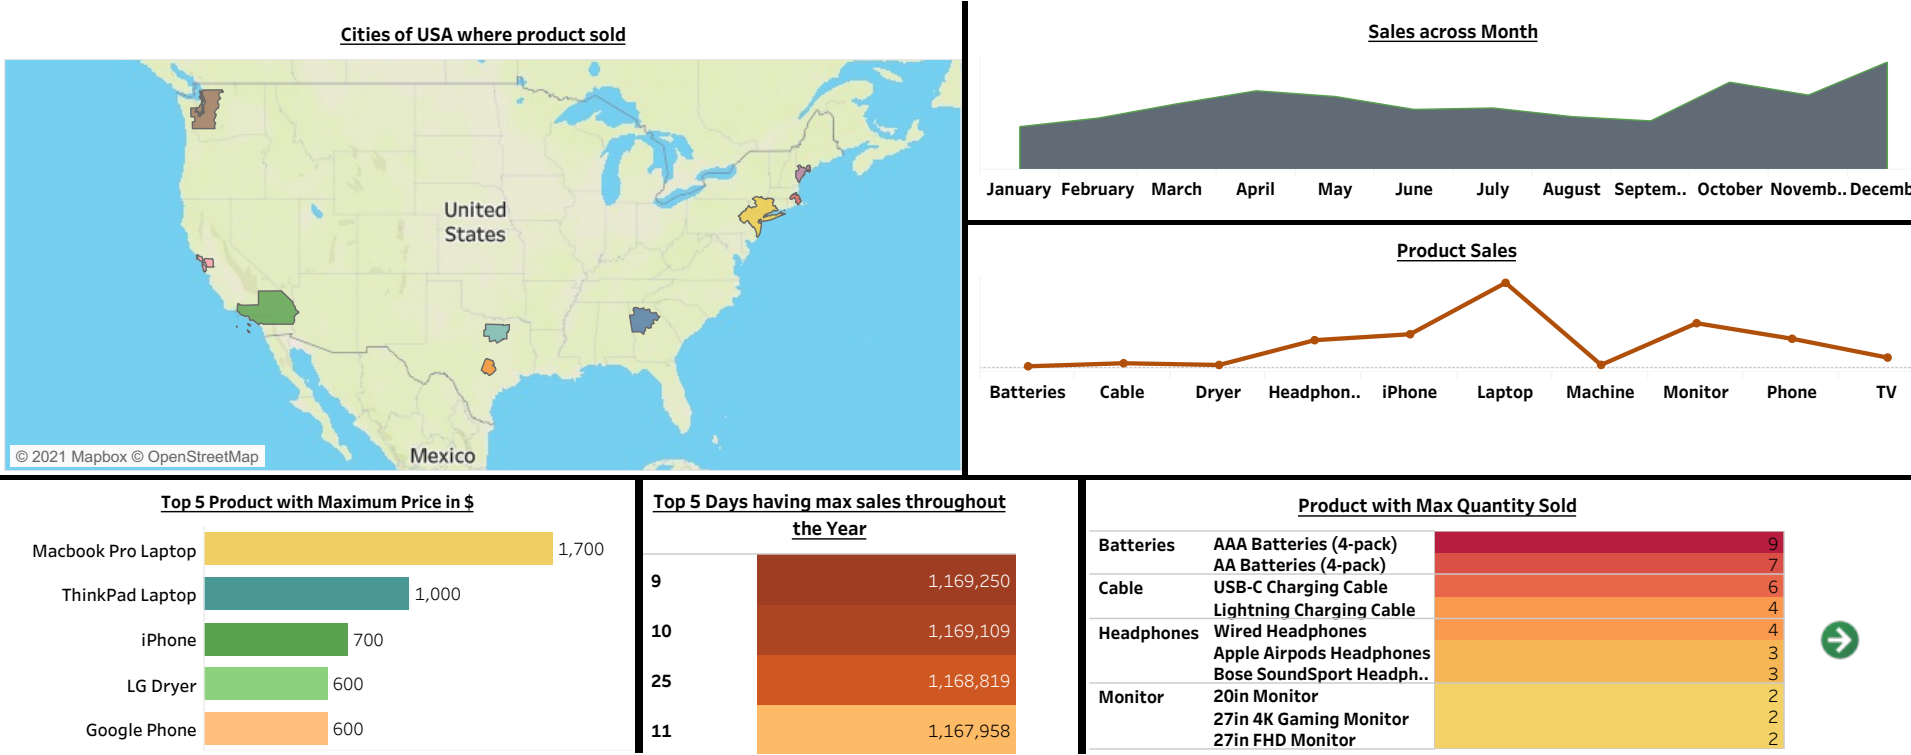 Cities of USA where product sold
United
States
Mexico
© 2021 Mapbox © OpenStreetMap
Sales across Month
January February March April May June July August Septem.. October Novemb.. Decemb
Product Sales
Batteries Cable Dryer Headphon.. iPhone Laptop Machine Monitor Phone TV
Top 5 Product with Maximum Price in $
Macbook Pro Laptop 1,700
ThinkPad Laptop 1,000
iPhone 700
LG Dryer 600
Google Phone 600
Top 5 Days having max sales throughout
the Year
9 1,169,250
10 1,169,109
25 1,168,819
11 1,167,958
Product with Max Quantity Sold
Batteries AAA Batteries (4-pack) 9
AA Batteries (4-pack) 7
Cable USB-C Charging Cable 6
Lightning Charging Cable 4
Headphones Wired Headphones 4
Apple Airpods Headphones 3
Bose SoundSport Headph.. 3
Monitor 20in Monitor 2
27in 4K Gaming Monitor 2
27in FHD Monitor 2